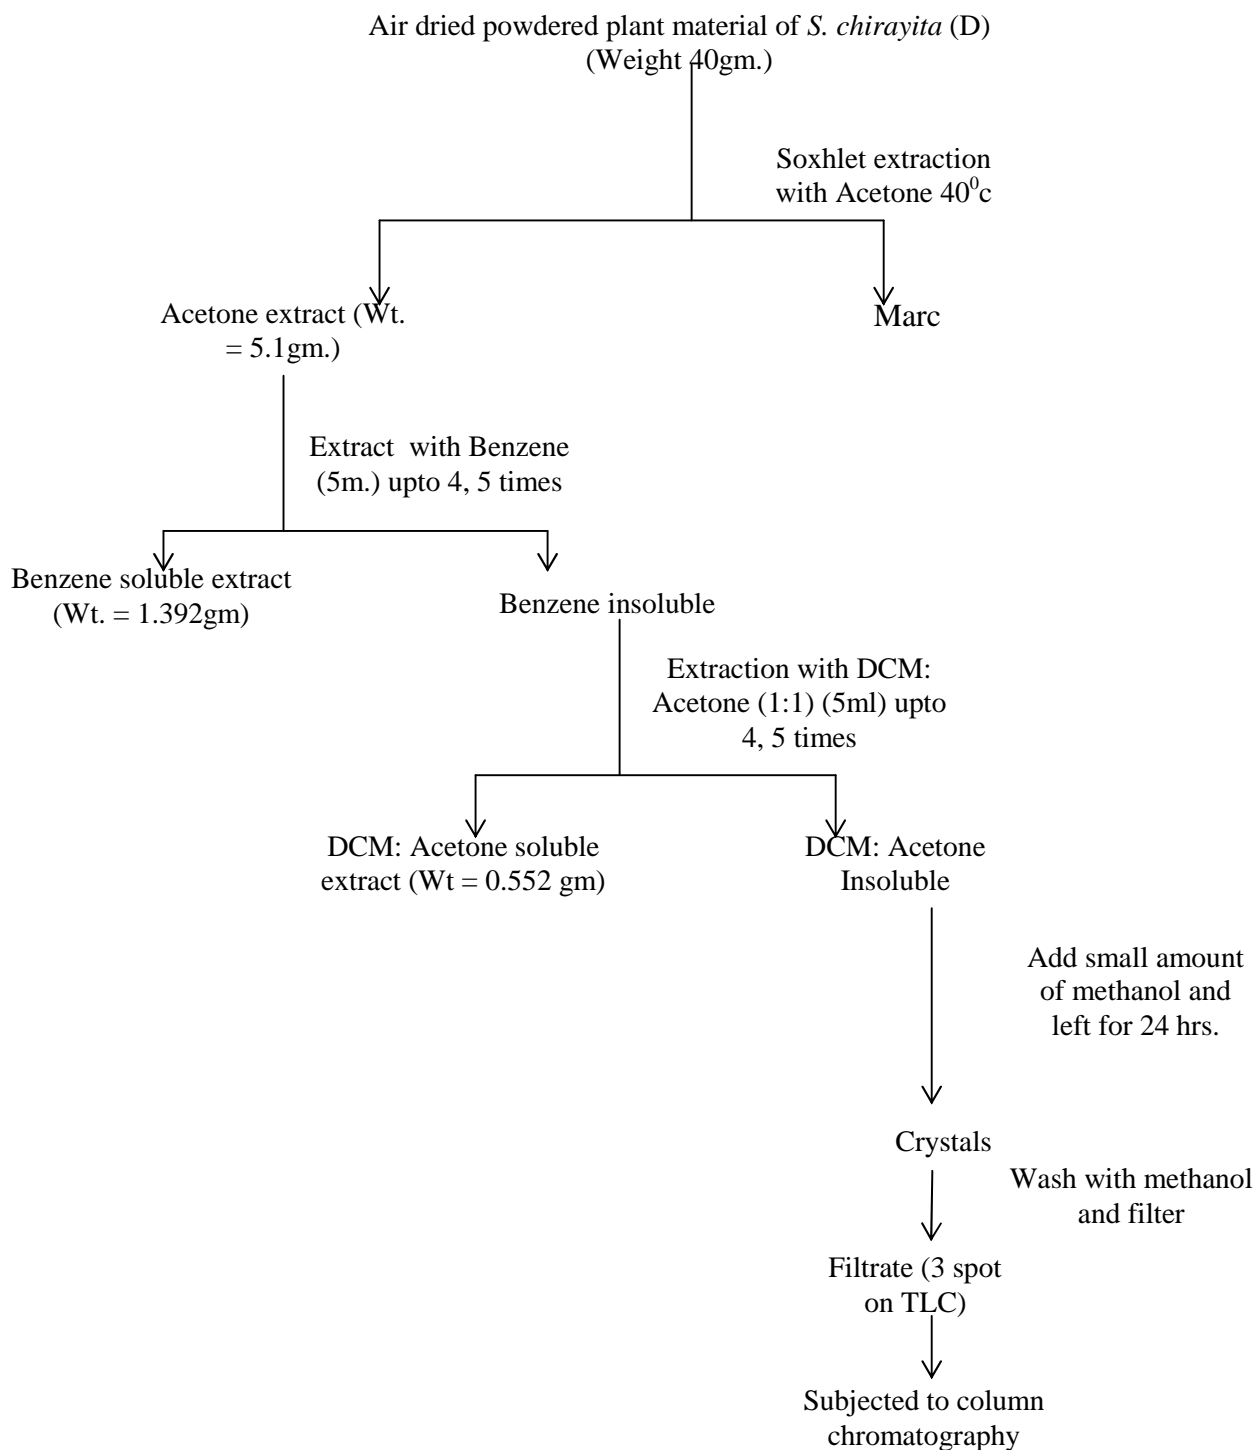 Air dried powdered plant material of S. chirayita (D)
(Weight 40gm.)
Soxhlet extraction
with Acetone 40⁰c
Acetone extract (Wt.
= 5.1gm.)
Marc
Extract with Benzene
(5m.) upto 4, 5 times
Benzene soluble extract
(Wt. = 1.392gm)
Benzene insoluble
Extraction with DCM:
Acetone (1:1) (5ml) upto
4, 5 times
DCM: Acetone soluble
extract (Wt = 0.552 gm)
DCM: Acetone
Insoluble
Add small amount
of methanol and
left for 24 hrs.
Crystals
Wash with methanol
and filter
Filtrate (3 spot
on TLC)
Subjected to column
chromatography